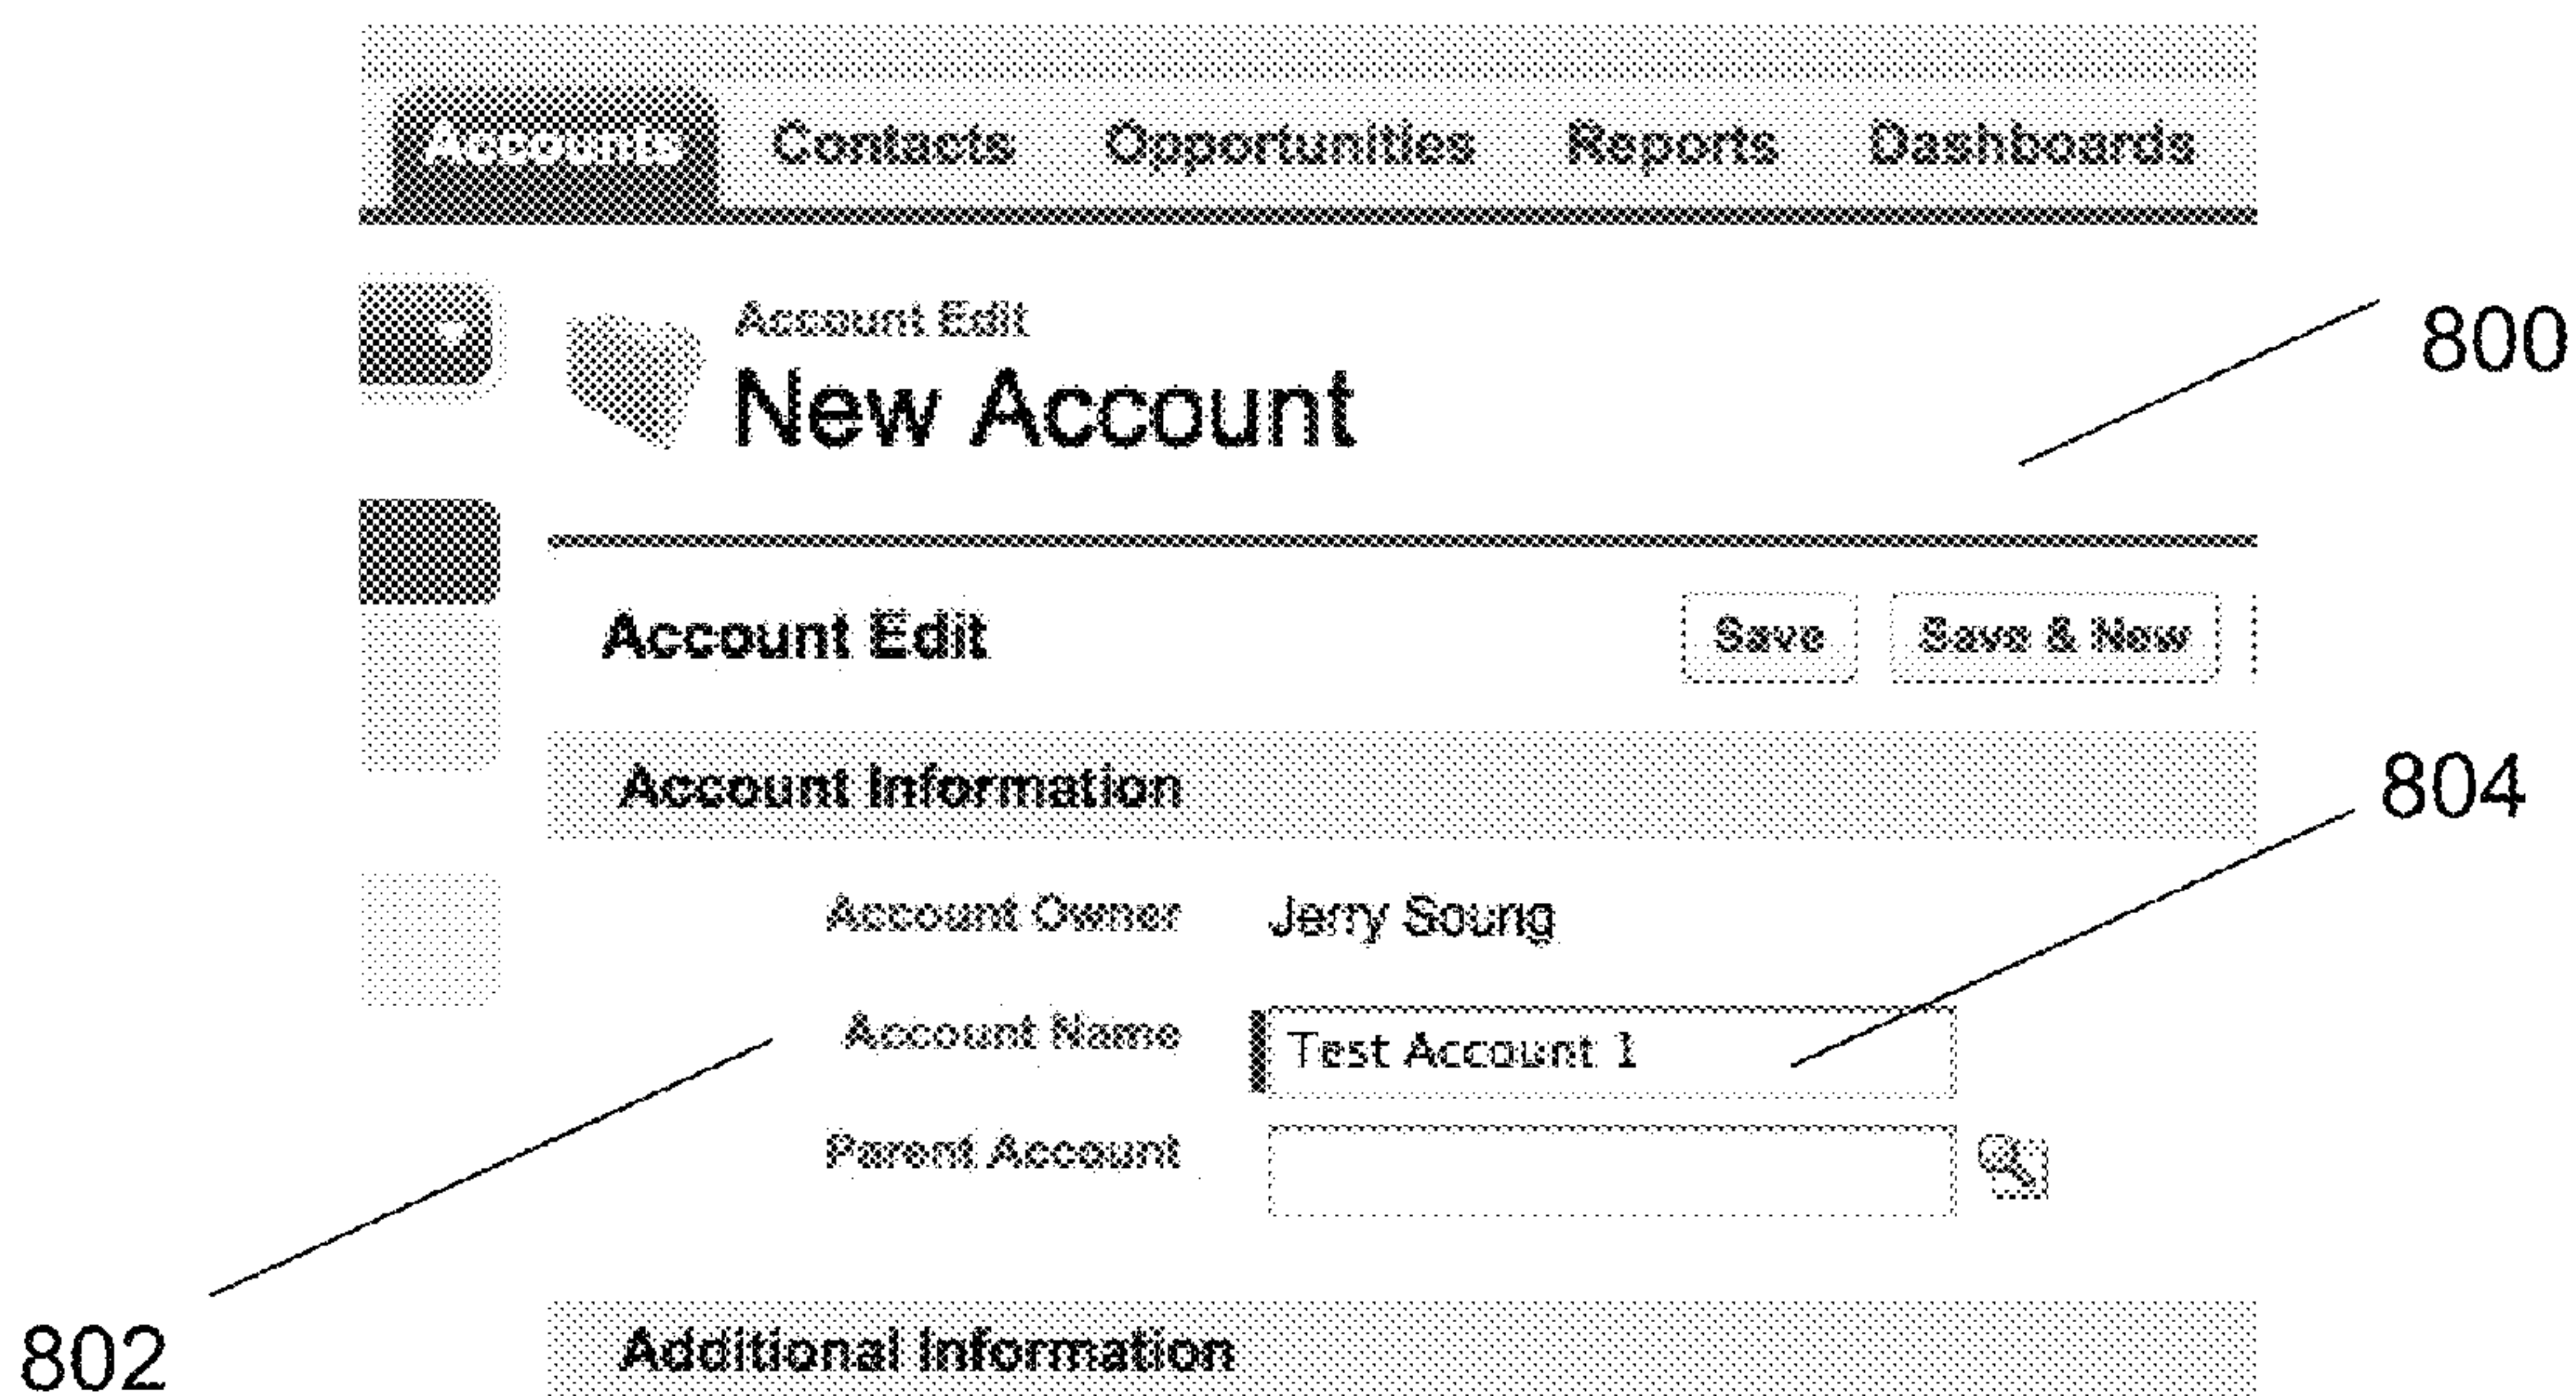 Accounts Contacts Opportunities Reports Dashboards
Account Edit
New Account
800
Account Edit Save Save & New
Account Information
804
Account Owner Jerry Soung
Account Name Test Account 1
Parent Account
802
Additional Information